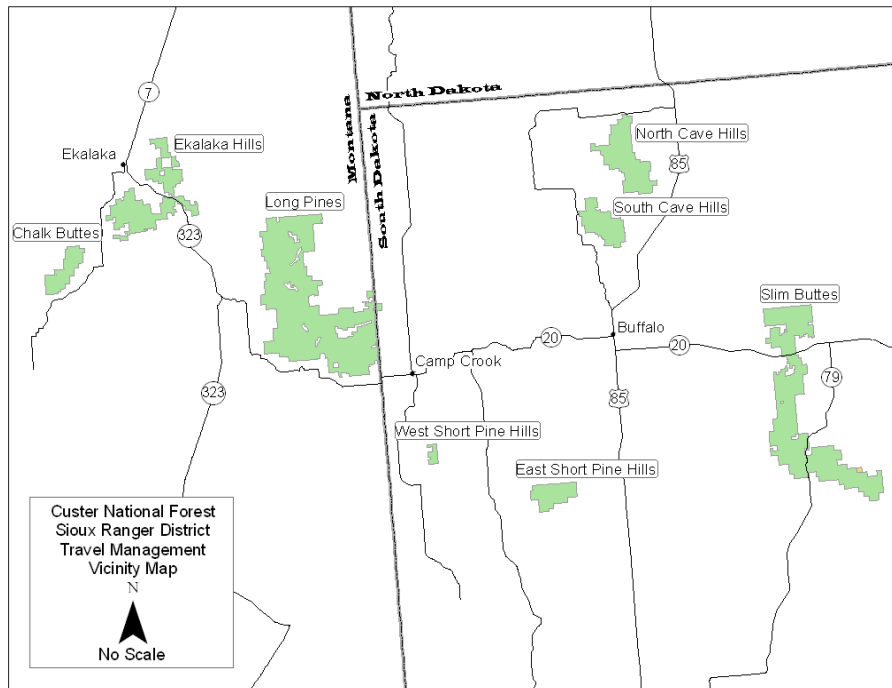 North Dakota
Montana
South Dakota
7
Ekalaka
Ekalaka Hills
North Cave Hills
85
Long Pines
South Cave Hills
Chalk Buttes
323
Slim Buttes
20
Buffalo
20
Camp Crook
79
323
85
West Short Pine Hills
East Short Pine Hills
Custer National Forest
Sioux Ranger District
Travel Management
Vicinity Map
N
No Scale